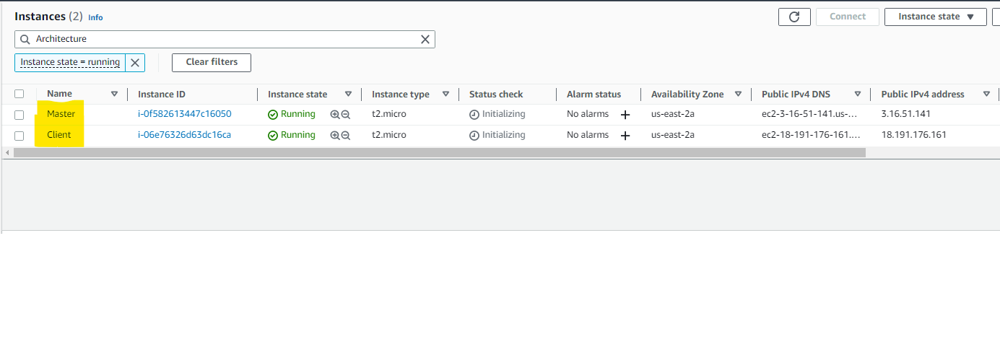 Instances (2) Info
Connect Instance state
Architecture
Instance state = running Clear filters
Name Instance ID Instance state Instance type Status check Alarm status Availability Zone Public IPv4 DNS Public IPv4 address
Master i-0f582613447c16050 Running t2.micro Initializing No alarms + us-east-2a ec2-3-16-51-141.us-... 3.16.51.141
Client i-06e76326d63dc16ca Running t2.micro Initializing No alarms + us-east-2a ec2-18-191-176-161.... 18.191.176.161